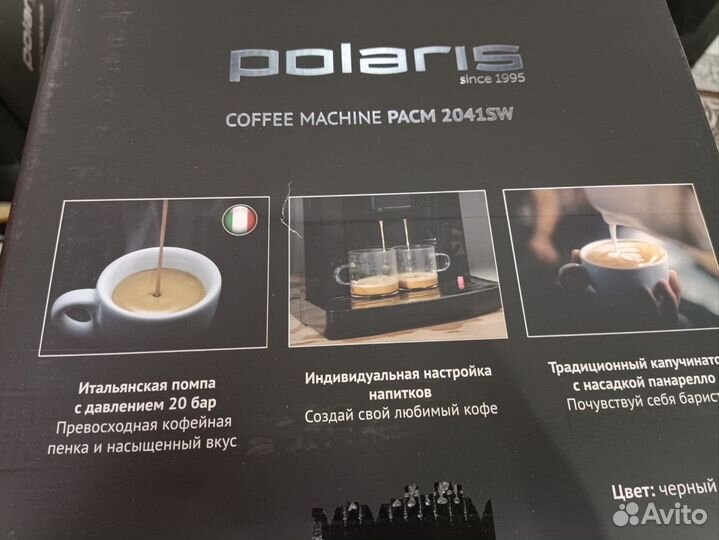 polaris
since 1995
COFFEE MACHINE PACM 2041SW
Итальянская помпа
с давлением 20 бар
Превосходная кофейная
пенка и насыщенный вкус
Индивидуальная настройка
напитков
Создай свой любимый кофе
Традиционный капучинато
с насадкой панарелло
Почувствуй себя барист
Цвет: черный
Avito